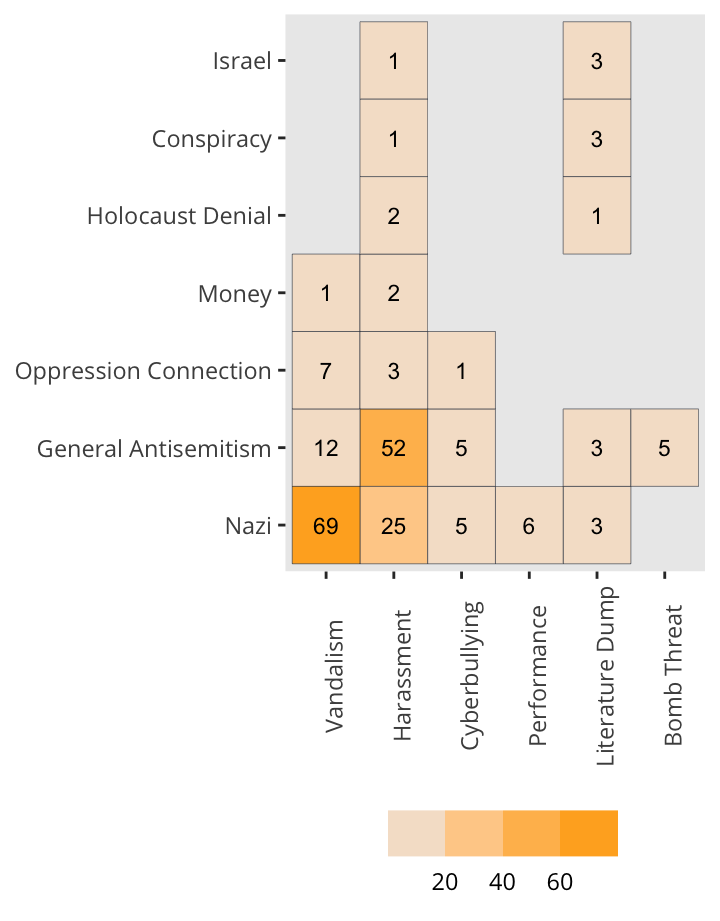 Israel 1 3
Conspiracy 1 3
Holocaust Denial 2 1
Money 1 2
Oppression Connection 7 3 1
General Antisemitism 12 52 5 3 5
Nazi 69 25 5 6 3
Vandalism
Harassment
Cyberbullying
Performance
Literature Dump
Bomb Threat
20 40 60